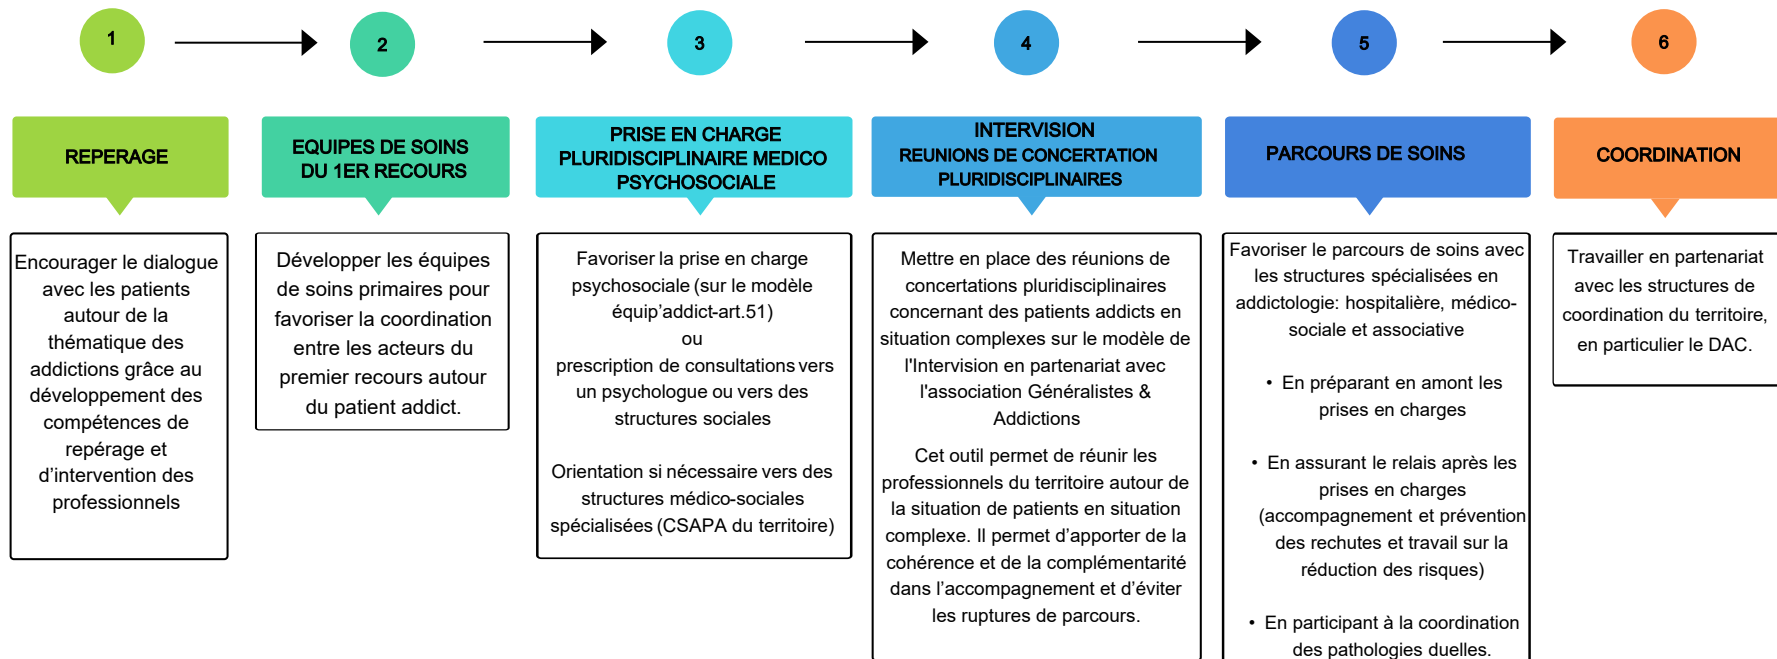 1
2
3
4
5
6
REPERAGE
EQUIPES DE SOINS
DU 1ER RECOURS
PRISE EN CHARGE
PLURIDISCIPLINAIRE MEDICO
PSYCHOSOCIALE
INTERVISION
REUNIONS DE CONCERTATION
PLURIDISCIPLINAIRES
PARCOURS DE SOINS
COORDINATION
Encourager le dialogue
avec les patients
autour de la
thématique des
addictions grâce au
développement des
compétences de
repérage et
d’intervention des
professionnels
Développer les équipes
de soins primaires pour
favoriser la coordination
entre les acteurs du
premier recours autour
du patient addict.
Favoriser la prise en charge
psychosociale (sur le modèle
équip’addict-art.51)
ou
prescription de consultations vers
un psychologue ou vers des
structures sociales
Orientation si nécessaire vers des
structures médico-sociales
spécialisées (CSAPA du territoire)
Mettre en place des réunions de
concertations pluridisciplinaires
concernant des patients addicts en
situation complexes sur le modèle de
l'Intervision en partenariat avec
l'association Généralistes &
Addictions
Cet outil permet de réunir les
professionnels du territoire autour de
la situation de patients en situation
complexe. Il permet d’apporter de la
cohérence et de la complémentarité
dans l’accompagnement et d’éviter
les ruptures de parcours.
Favoriser le parcours de soins avec
les structures spécialisées en
addictologie: hospitalière, médico-
sociale et associative
• En préparant en amont les
prises en charges
• En assurant le relais après les
prises en charges
(accompagnement et prévention
des rechutes et travail sur la
réduction des risques)
• En participant à la coordination
des pathologies duelles.
Travailler en partenariat
avec les structures de
coordination du territoire,
en particulier le DAC.